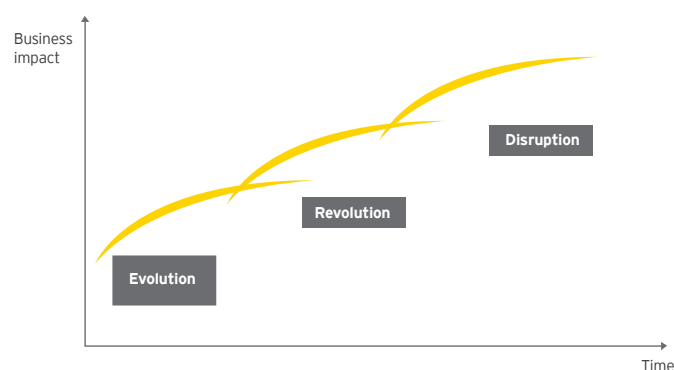 Business
impact
Disruption
Revolution
Evolution
Time